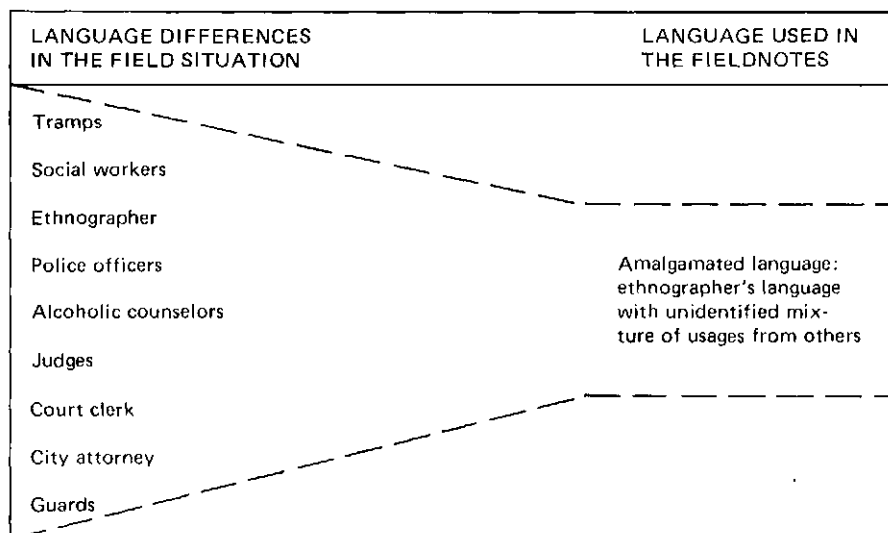 LANGUAGE DIFFERENCES
IN THE FIELD SITUATION
LANGUAGE USED IN
THE FIELDNOTES
Tramps
Social workers
Ethnographer
Police officers
Alcoholic counselors
Judges
Court clerk
City attorney
Guards
Amalgamated language:
ethnographer's language
with unidentified mix-
ture of usages from others